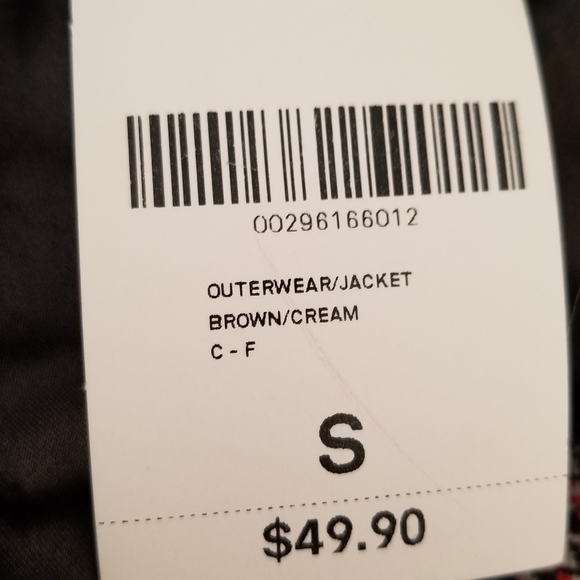 00296166012
OUTERWEAR/JACKET
BROWN/CREAM
C - F
S
$49.90